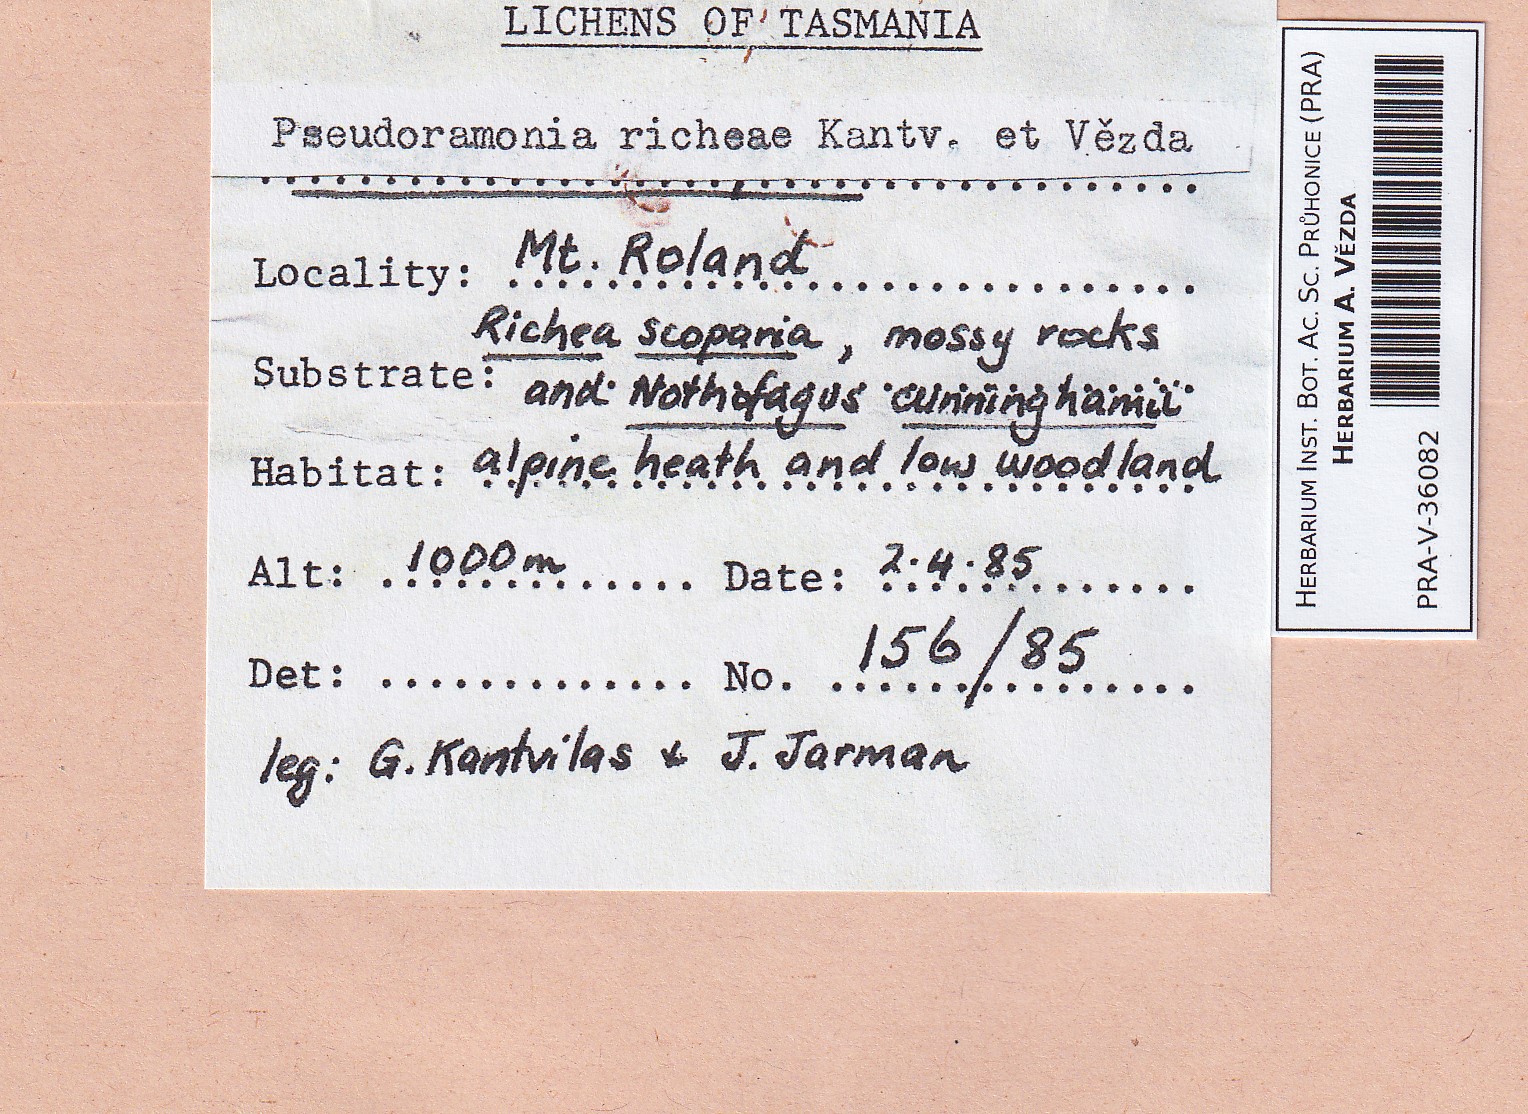 LICHENS OF TASMANIA
Pseudoramonia richeae Kantv. et Vězda
Locality: Mt. Roland
Substrate: Richea scoparia, mossy rocks
and Nothofagus cunninghamii
Habitat: alpine heath and low woodland
Alt: 1000m Date: 2.4.85
Det: No. 156/85
leg: G. Kantvilas & J. Jarman
HERBARIUM INST. BOT. AC. SC. PRŮHONICE (PRA)
HERBARIUM A. VĚZDA
PRA-V-36082